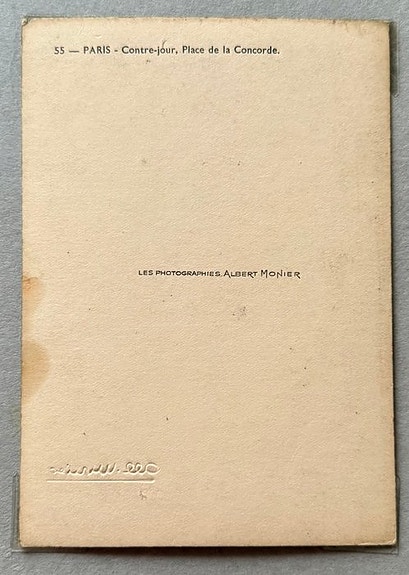 55 — PARIS - Contre-jour, Place de la Concorde.
LES PHOTOGRAPHIES, ALBERT MONIER